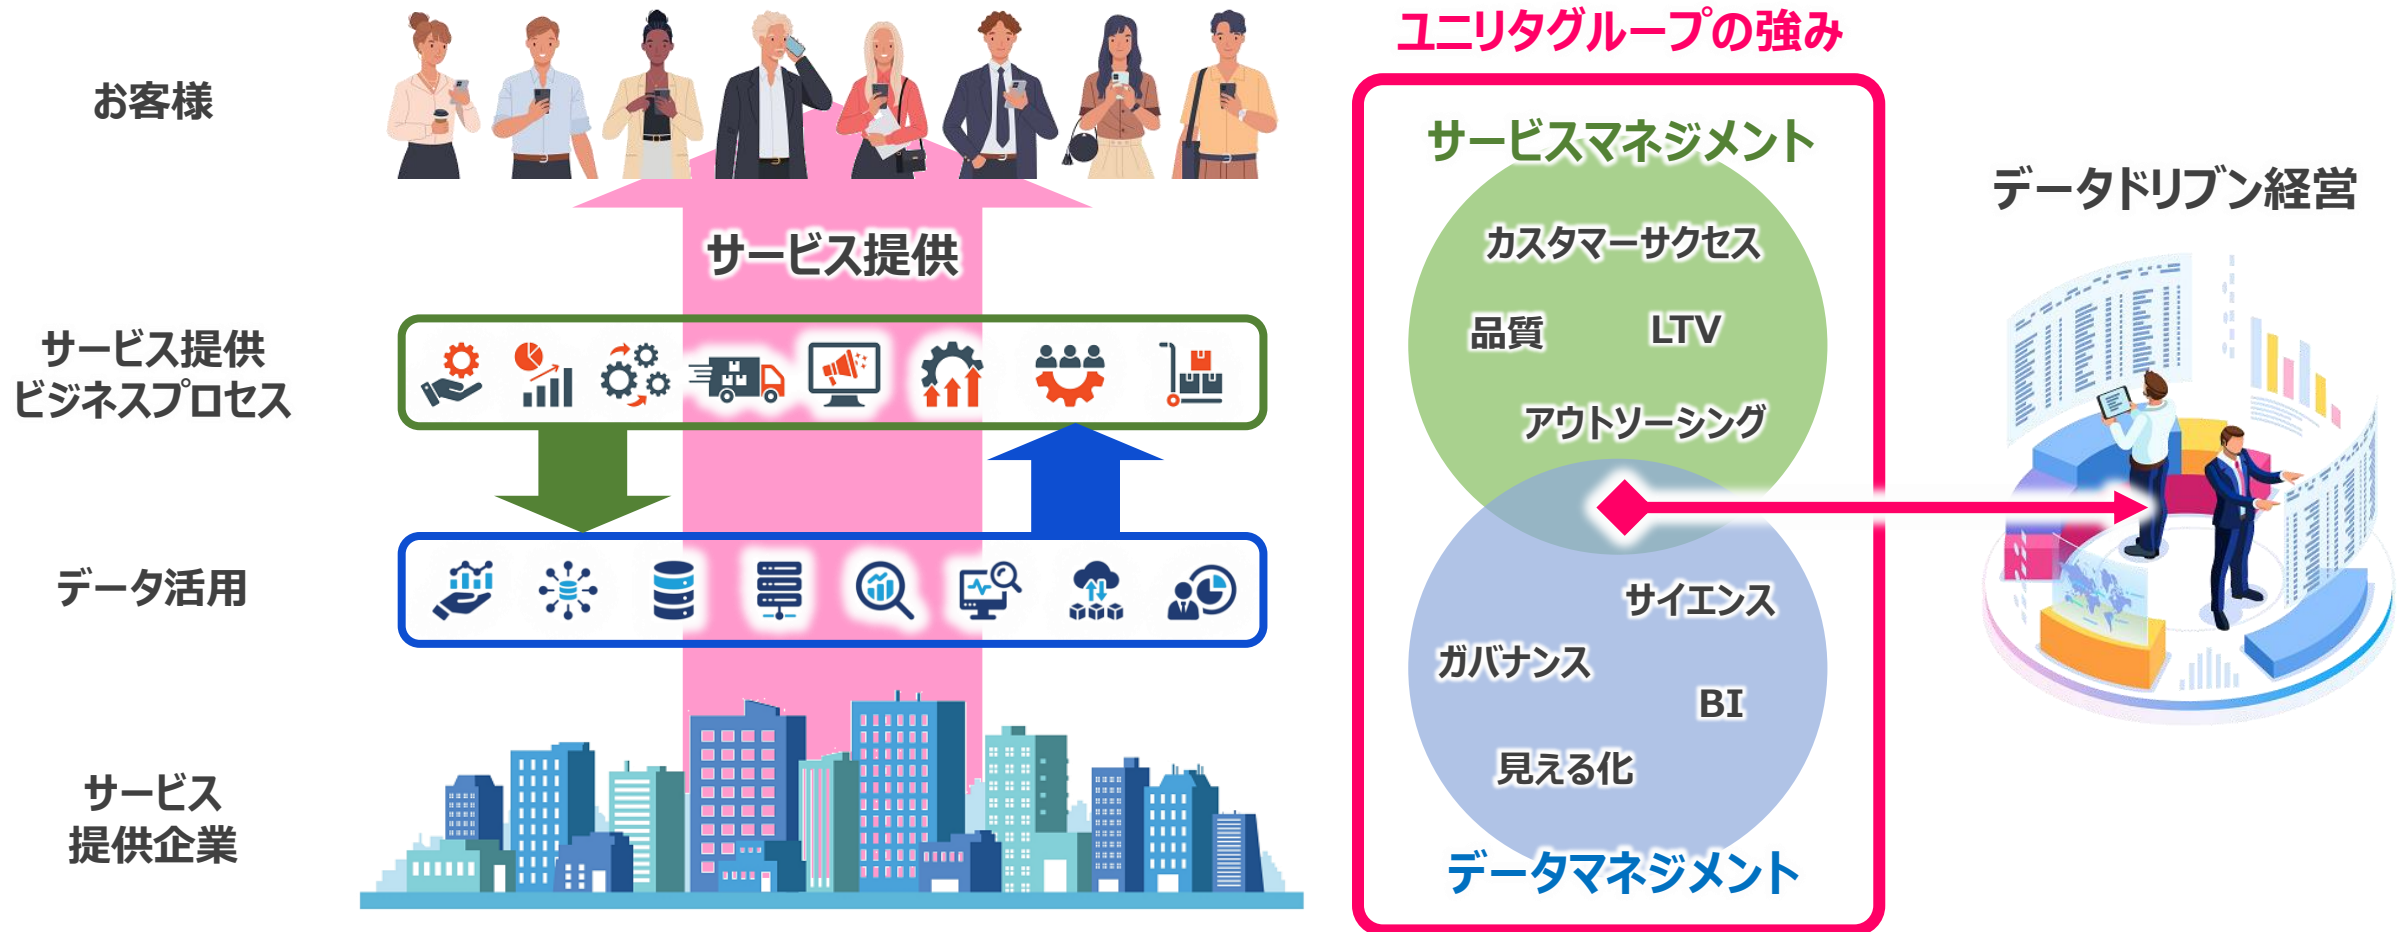 お客様
サービス提供
サービス提供
ビジネスプロセス
データ活用
サービス
提供企業
ユニリタグループの強み
サービスマネジメント
カスタマーサクセス
品質
LTV
アウトソーシング
サイエンス
ガバナンス
BI
見える化
データマネジメント
データドリブン経営